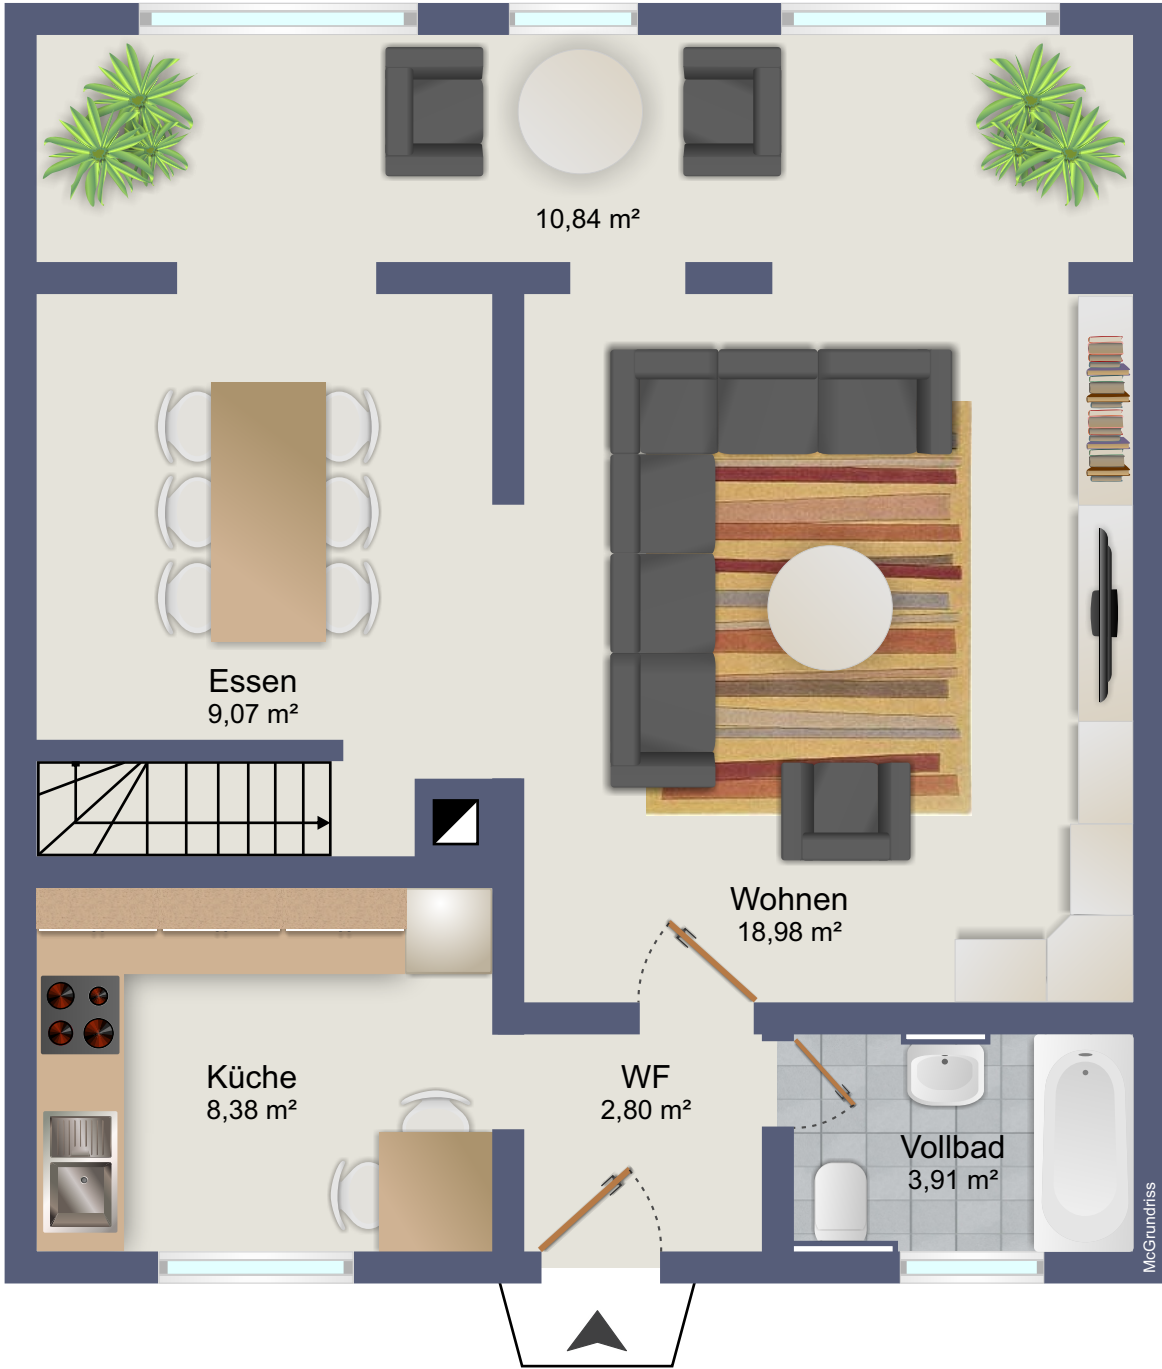 10,84 m²
Essen
9,07 m²
Wohnen
18,98 m²
Küche
8,38 m²
WF
2,80 m²
Vollbad
3,91 m²
McGrundriss